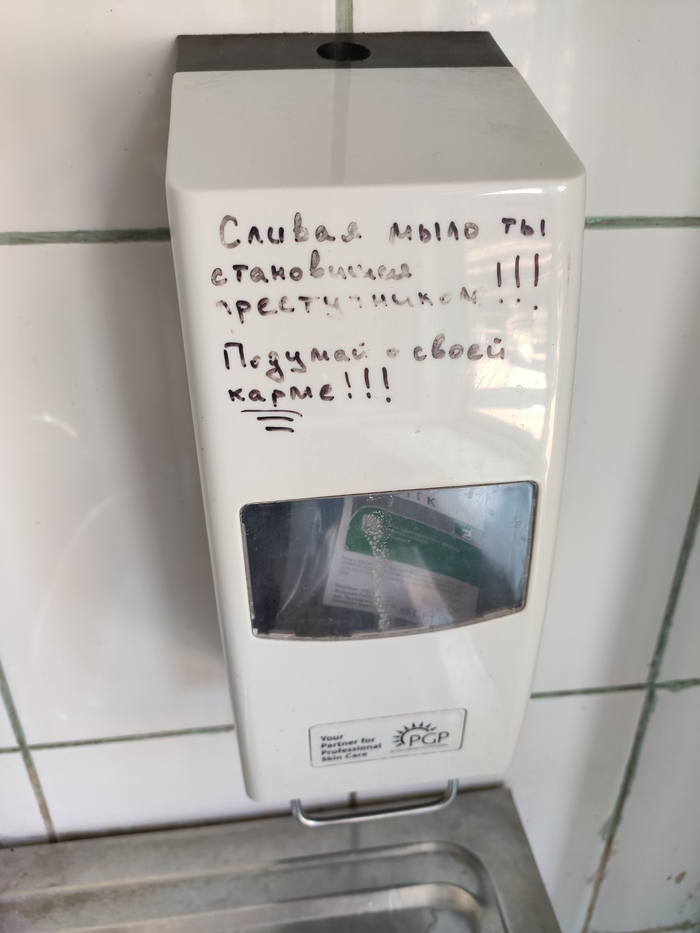 Сливая мыло ты
становишься !!!
преступником
Подумай о своей
карме!!!
Your
Partner for
Professional
Skin Care
PGP